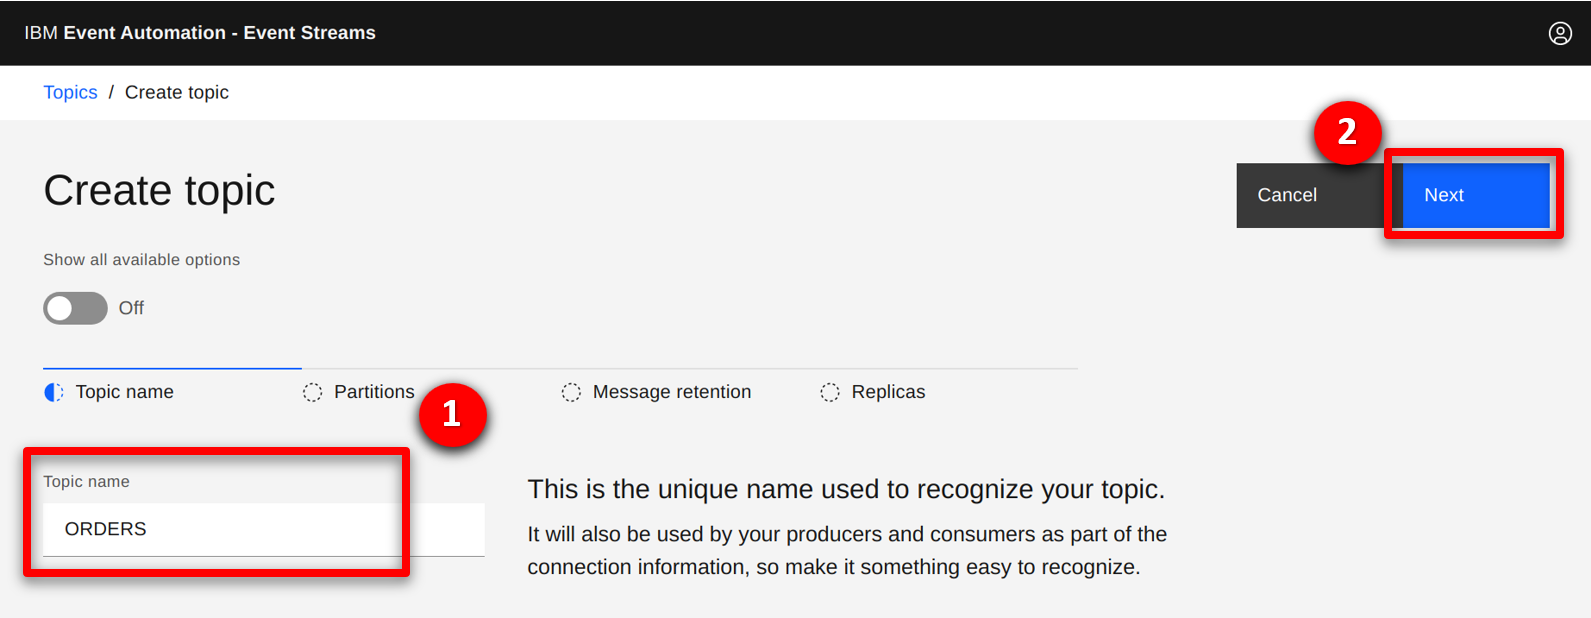 IBM Event Automation - Event Streams
Topics / Create topic
2
Create topic
Cancel
Next
Show all available options
Off
Topic name
Partitions
Message retention
Replicas
1
Topic name
ORDERS
This is the unique name used to recognize your topic.
It will also be used by your producers and consumers as part of the
connection information, so make it something easy to recognize.